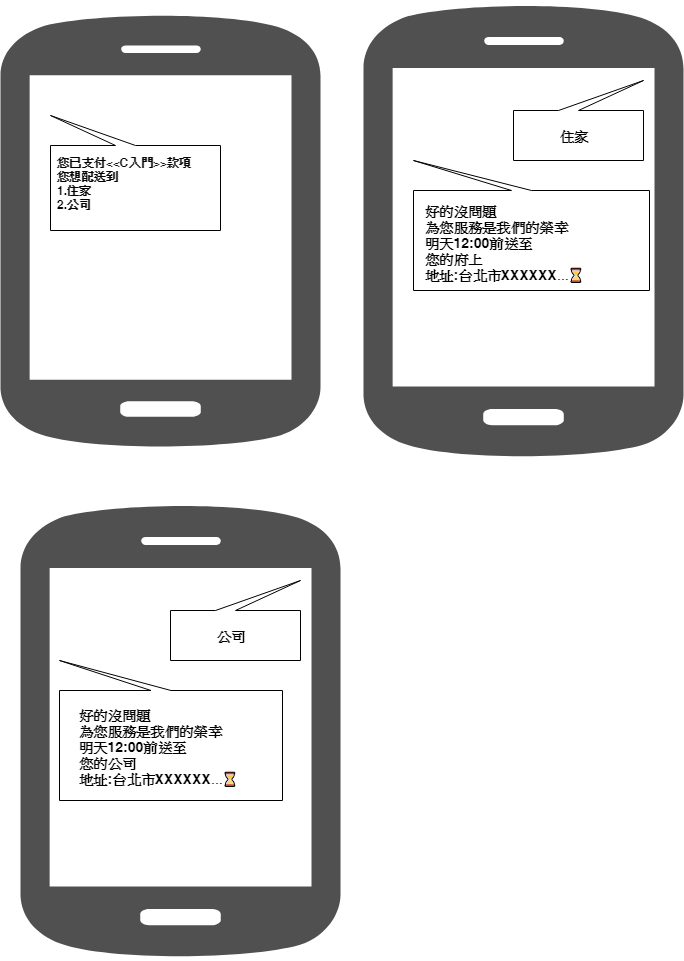 您已支付<<C入門>>款項
您想配送到
1.住家
2.公司
住家
好的沒問題
為您服務是我們的榮幸
明天12:00前送至
您的府上
地址:台北市XXXXXX...⌛
公司
好的沒問題
為您服務是我們的榮幸
明天12:00前送至
您的公司
地址:台北市XXXXXX...⌛